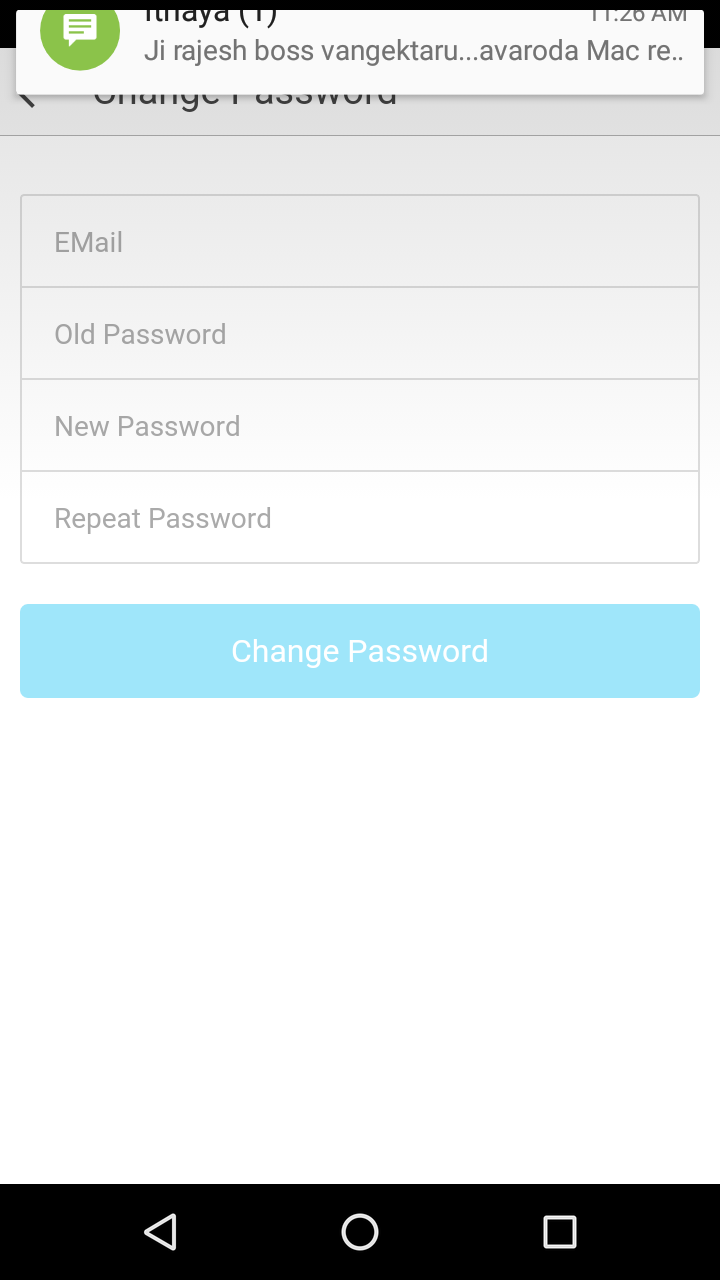 Ithaya (1) 11:26 AM
Ji rajesh boss vangektaru...avaroda Mac re..
Change Password
EMail
Old Password
New Password
Repeat Password
Change Password